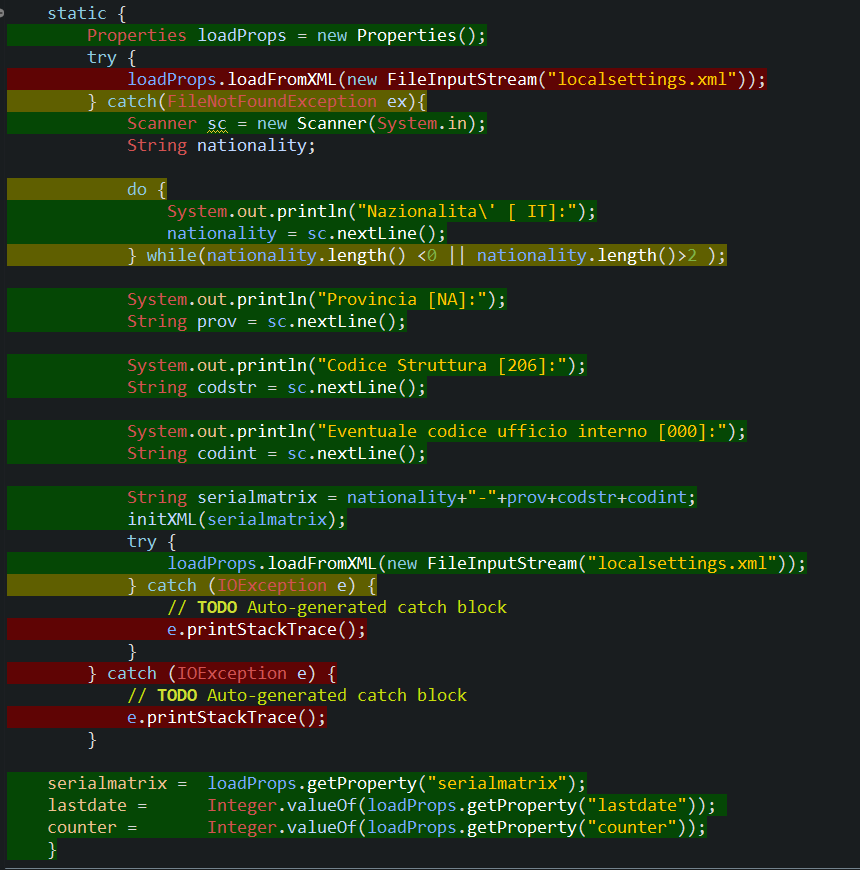 static {
Properties loadProps = new Properties();
try {
loadProps.loadFromXML(new FileInputStream("localsettings.xml"));
} catch(FileNotFoundException ex){
Scanner sc = new Scanner(System.in);
String nationality;
do {
System.out.println("Nazionalita\' [ IT]:");
nationality = sc.nextLine();
} while(nationality.length() <0 || nationality.length()>2 );
System.out.println("Provincia [NA]:");
String prov = sc.nextLine();
System.out.println("Codice Struttura [206]:");
String codstr = sc.nextLine();
System.out.println("Eventuale codice ufficio interno [000]:");
String codint = sc.nextLine();
String serialmatrix = nationality+"-"+prov+codstr+codint;
initXML(serialmatrix);
try {
loadProps.loadFromXML(new FileInputStream("localsettings.xml"));
} catch (IOException e) {
// TODO Auto-generated catch block
e.printStackTrace();
}
} catch (IOException e) {
// TODO Auto-generated catch block
e.printStackTrace();
}
serialmatrix =  loadProps.getProperty("serialmatrix");
lastdate =      Integer.valueOf(loadProps.getProperty("lastdate"));
counter =       Integer.valueOf(loadProps.getProperty("counter"));
}